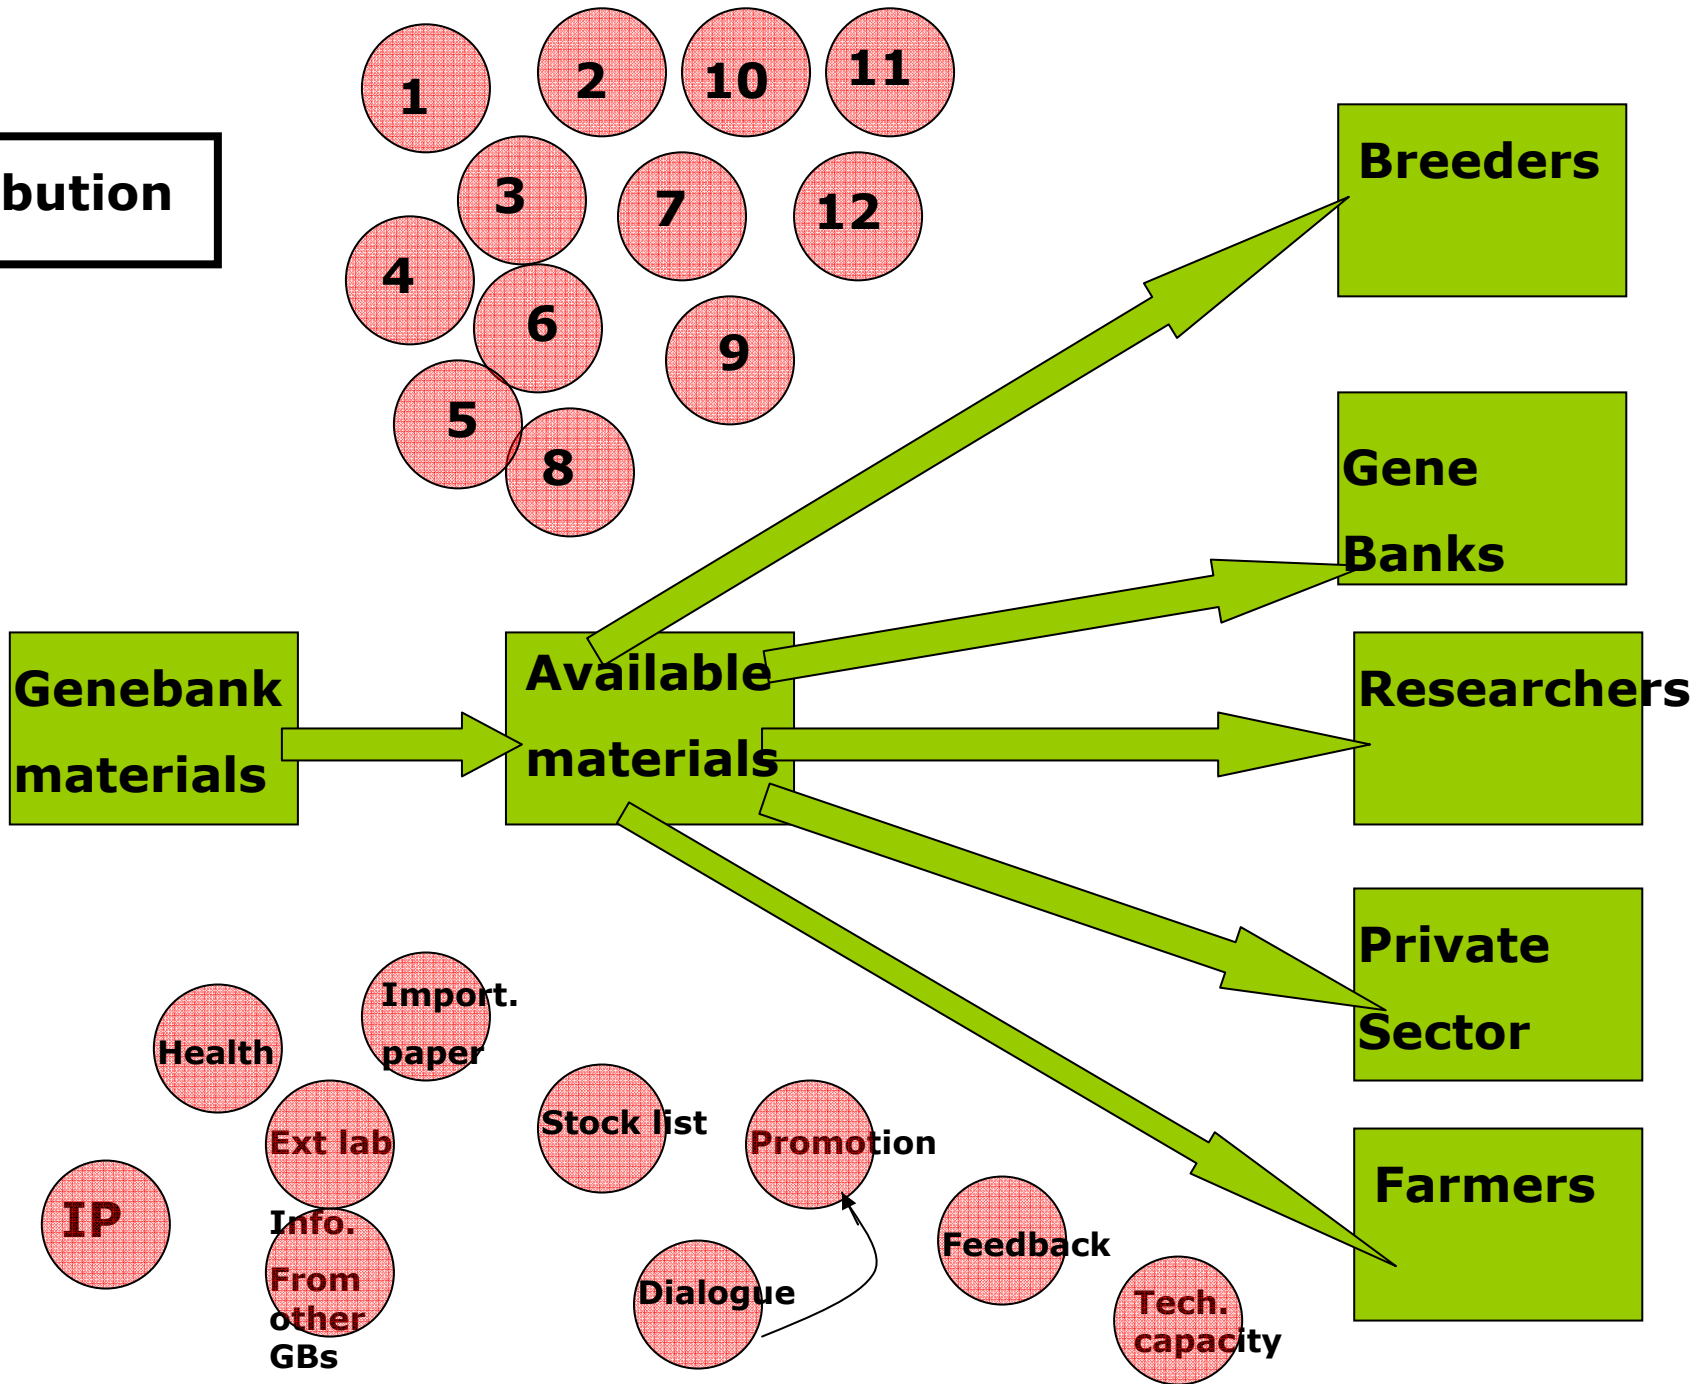 1
2
10
11
bution
3
7
12
4
6
9
5
8
Breeders
Gene
Banks
Genebank
materials
Available
materials
Researchers
Private
Sector
Farmers
Health
Import.
paper
Ext lab
IP
Info.
From
other
GBs
Stock list
Promotion
Dialogue
Feedback
Tech.
capacity